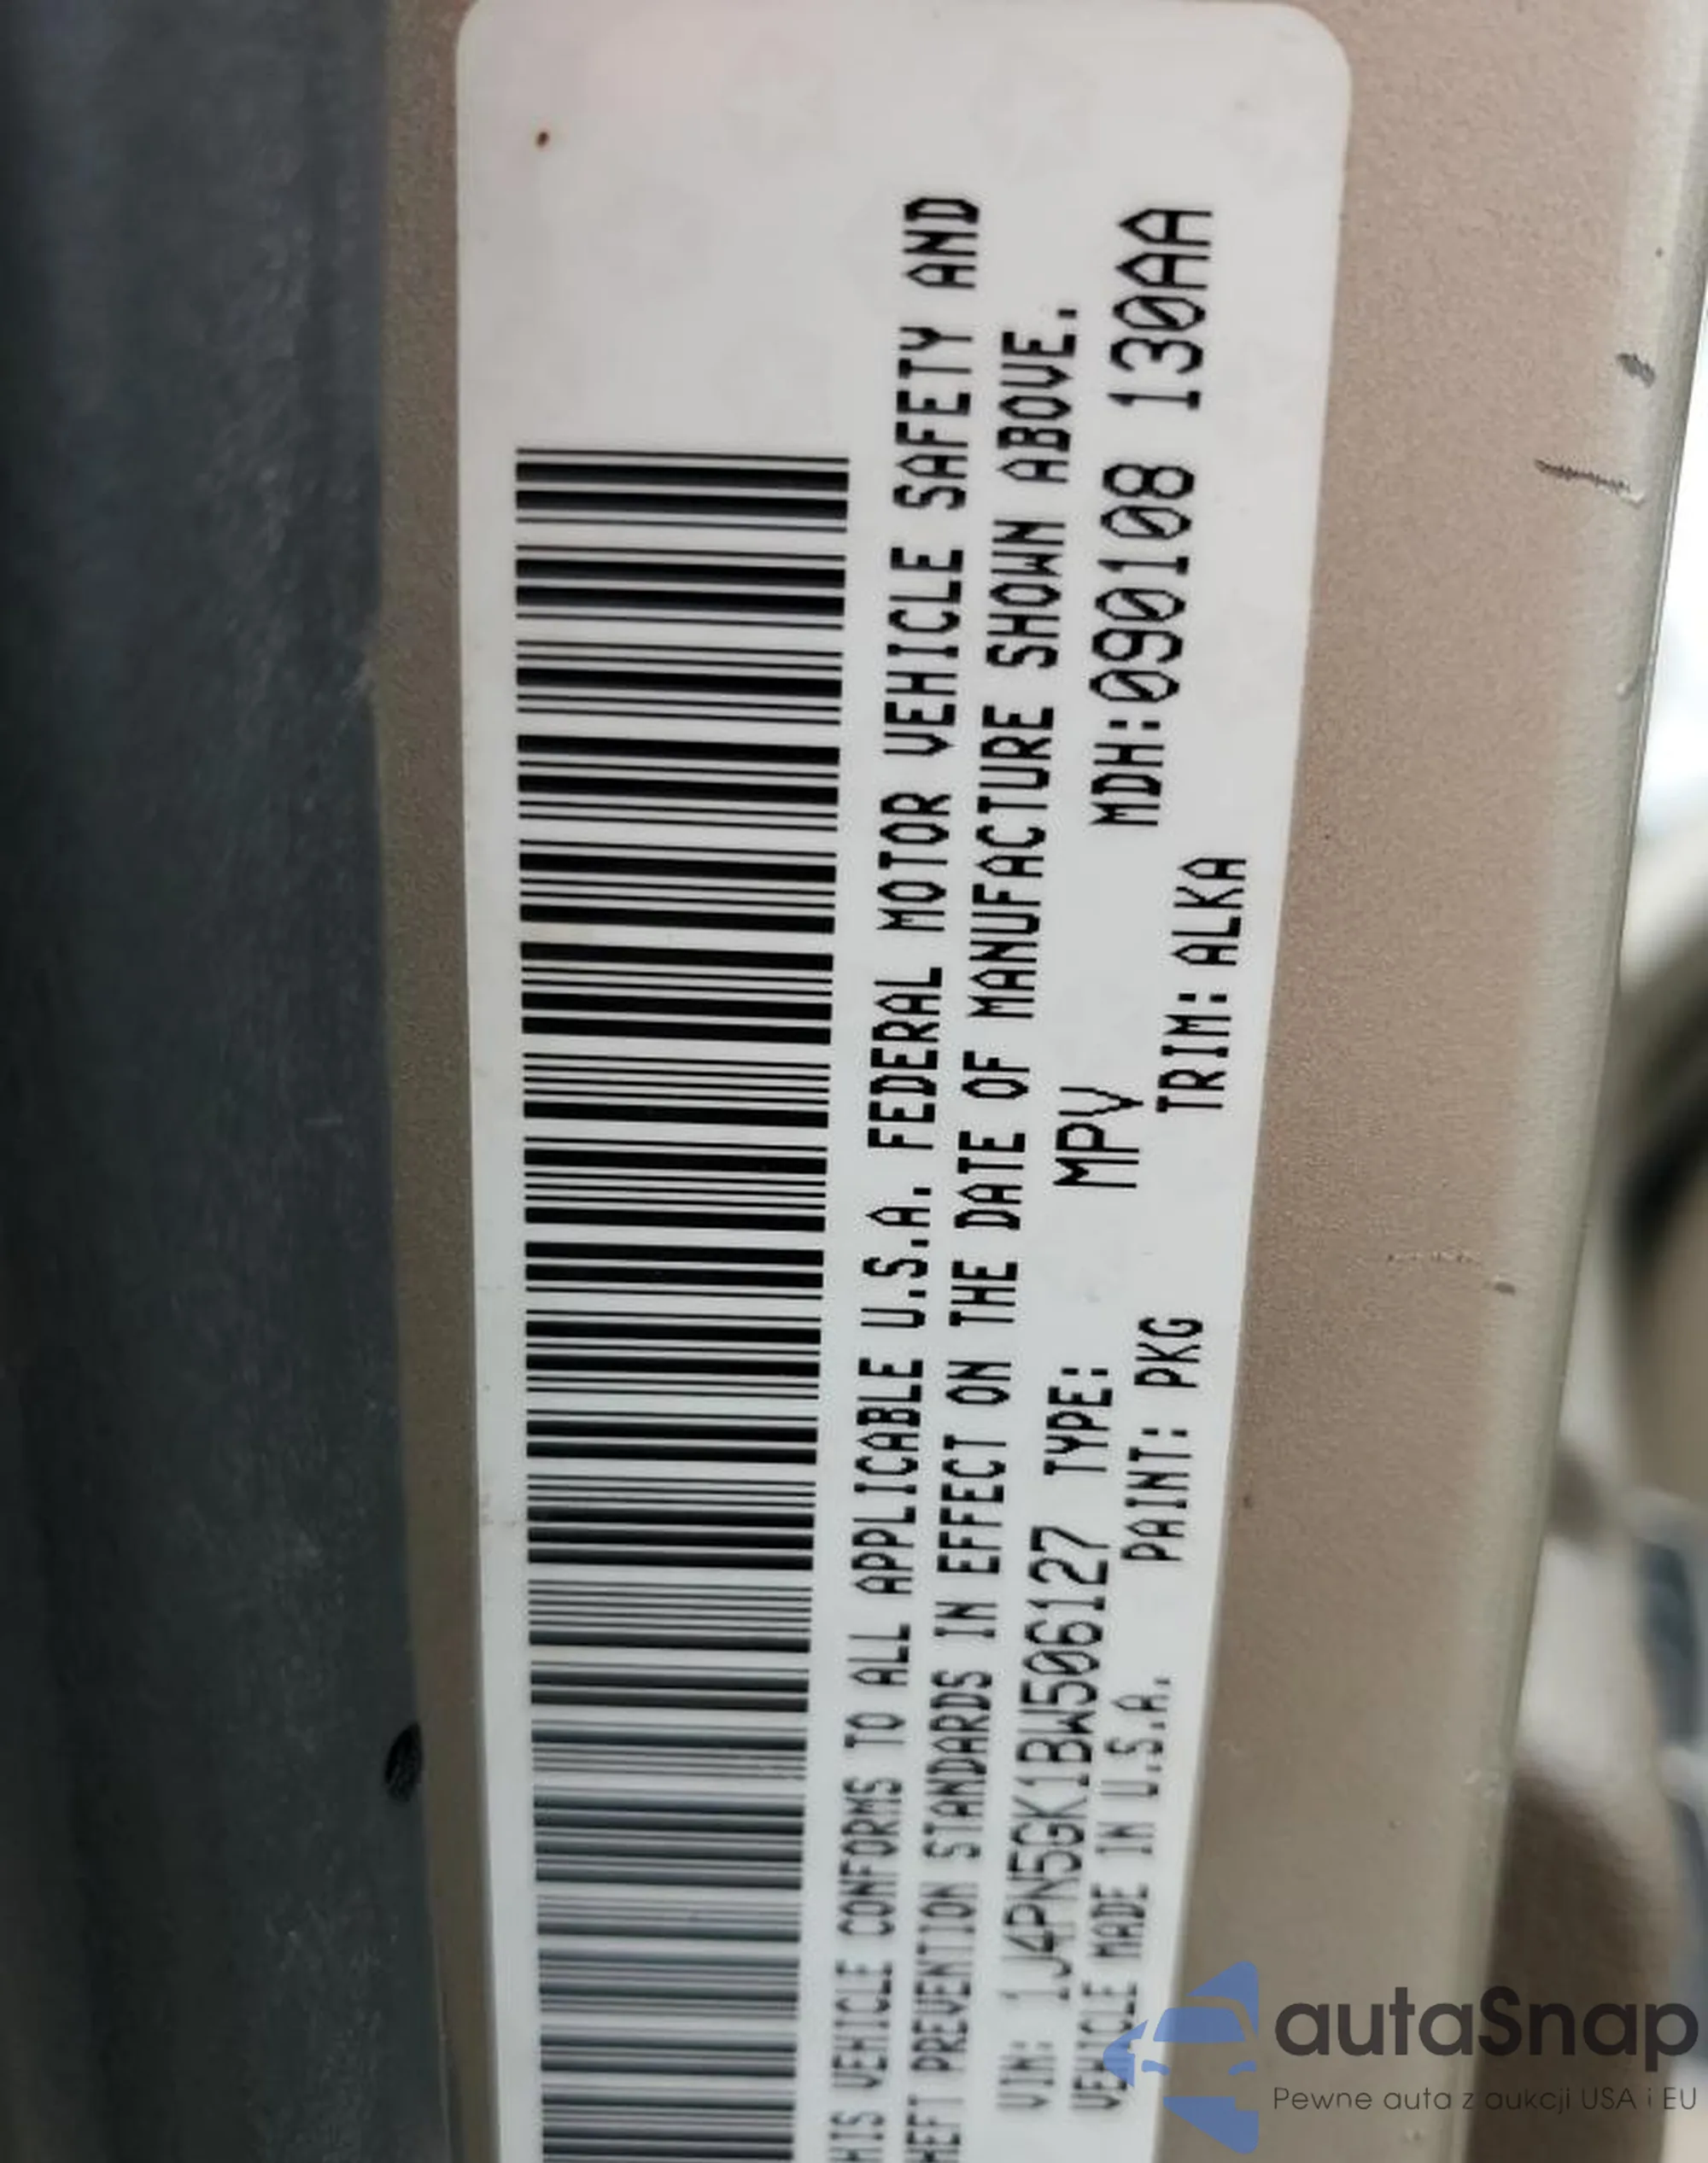 HIS VEHICLE CONFORMS TO ALL APPLICABLE U.S.A. FEDERAL MOTOR VEHICLE SAFETY AND
HEFT PREVENTION STANDARDS IN EFFECT ON THE DATE OF MANUFACTURE SHOWN ABOVE.
VIN: 1J4PN5GK1BW506127 TYPE: MPV MDH:090108 130AA
VEHICLE MADE IN U.S.A. PAINT: PKG TRIM: ALKA
autaSnap
Pewne auta z aukcji USA i EU